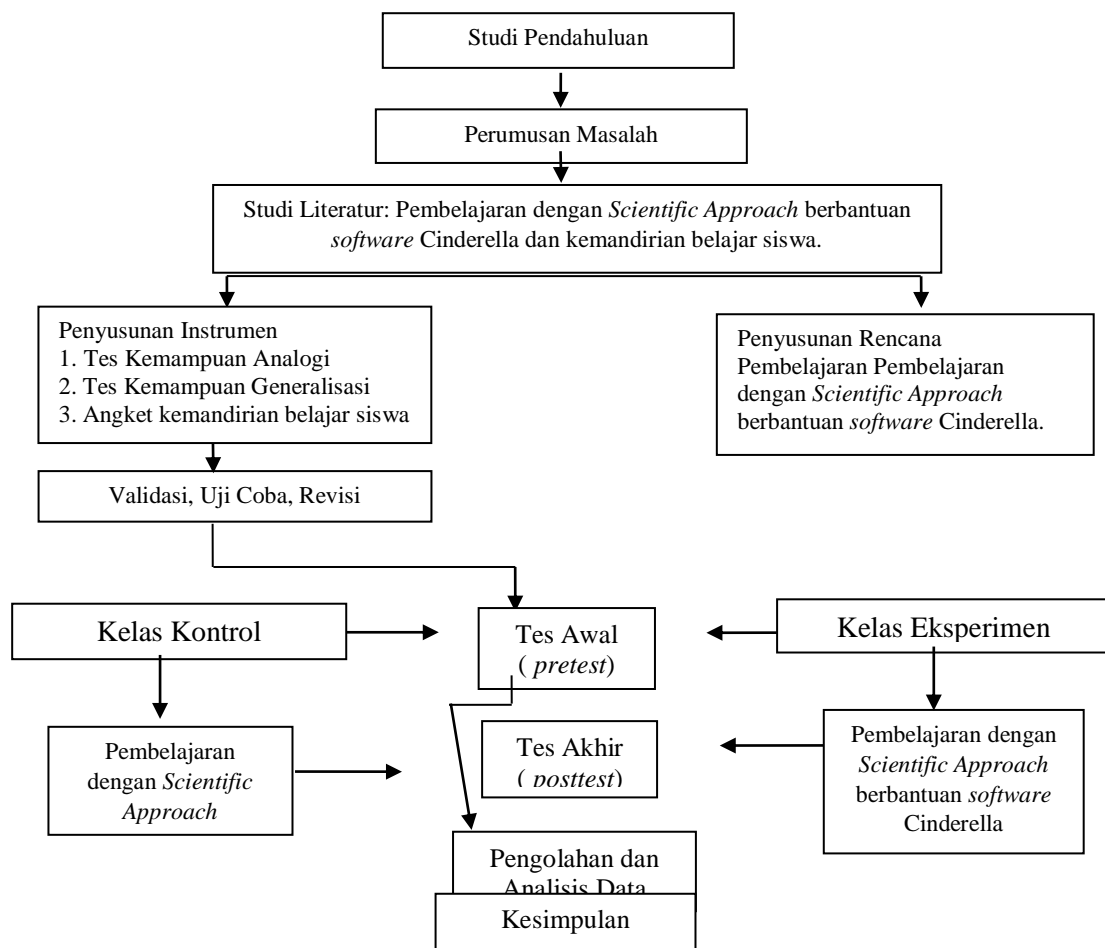 Studi Pendahuluan
Perumusan Masalah
Studi Literatur: Pembelajaran dengan Scientific Approach berbantuan
software Cinderella dan kemandirian belajar siswa.
Penyusunan Instrumen
1. Tes Kemampuan Analogi
2. Tes Kemampuan Generalisasi
3. Angket kemandirian belajar siswa
Penyusunan Rencana
Pembelajaran Pembelajaran
dengan Scientific Approach
berbantuan software Cinderella.
Validasi, Uji Coba, Revisi
Kelas Kontrol
Tes Awal
( pretest)
Kelas Eksperimen
Pembelajaran
dengan Scientific
Approach
Tes Akhir
( posttest)
Pembelajaran dengan
Scientific Approach
berbantuan software
Cinderella
Pengolahan dan
Analisis Data
Kesimpulan